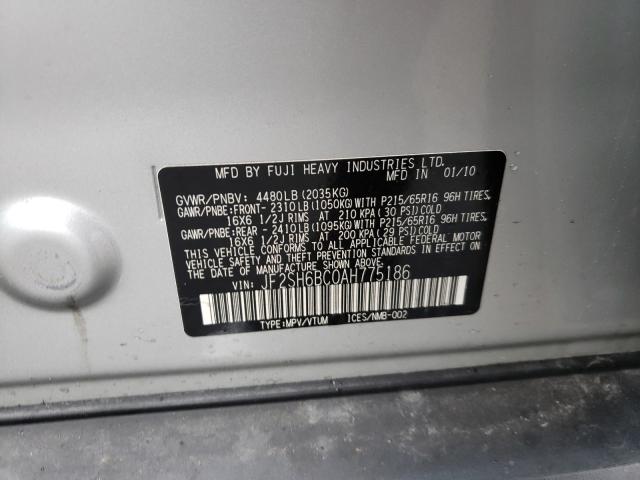 MFD BY FUJI HEAVY INDUSTRIES LTD.
MFD IN 01/10
GVWR/PNBV: 4480LB(2035KG)
GAWR/PNBE:FRONT- 2310LB(1050KG)WITH P215/65R16 96H TIRES,
16X6 1/2J RIMS AT 210 KPA (30 PSI)COLD
GAWR/PNBE: REAR - 2410LB(1095KG)WITH P215/65R16 96H TIRES,
16X6 1/2J RIMS AT 200 KPA (29 PSI)COLD
THIS VEHICLE CONFORMS TO ALL APPLICABLE FEDERAL MOTOR
VEHICLE SAFETY AND THEFT PREVENTION STANDARDS IN EFFECT
ON THE DATE OF MANUFACTURE SHOWN ABOVE.
VIN: JF2SH6BC0AH775186
TYPE:MPV/VTUM ICES/NMB-002